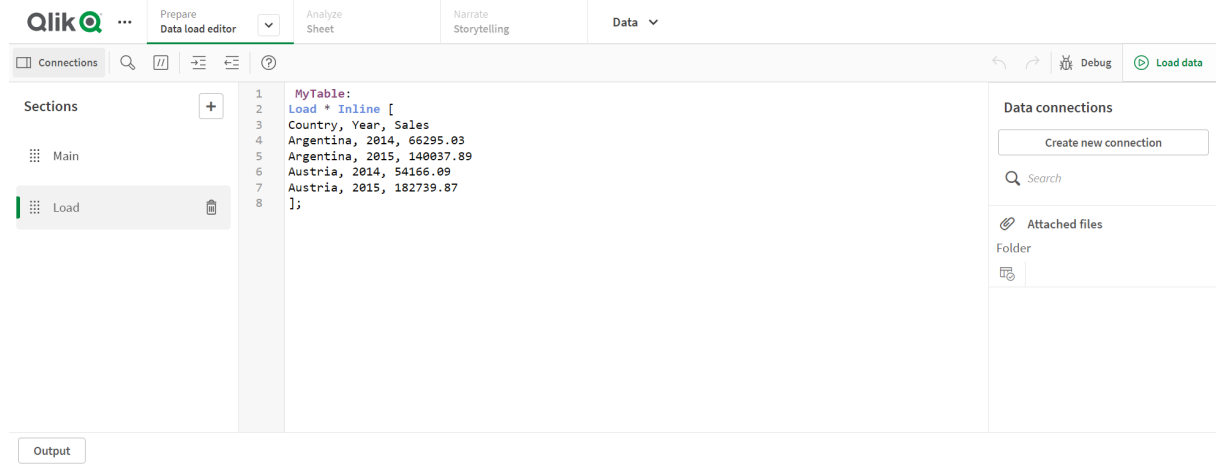 Qlik
Prepare
Data load editor
Analyze
Sheet
Narrate
Storytelling
Data
Connections
//
?
Debug
Load data
Sections
+
Main
Load
1 MyTable:
2 Load * Inline [
3 Country, Year, Sales
4 Argentina, 2014, 66295.03
5 Argentina, 2015, 140037.89
6 Austria, 2014, 54166.09
7 Austria, 2015, 182739.87
8 ];
Data connections
Create new connection
Search
Attached files
Folder
Output